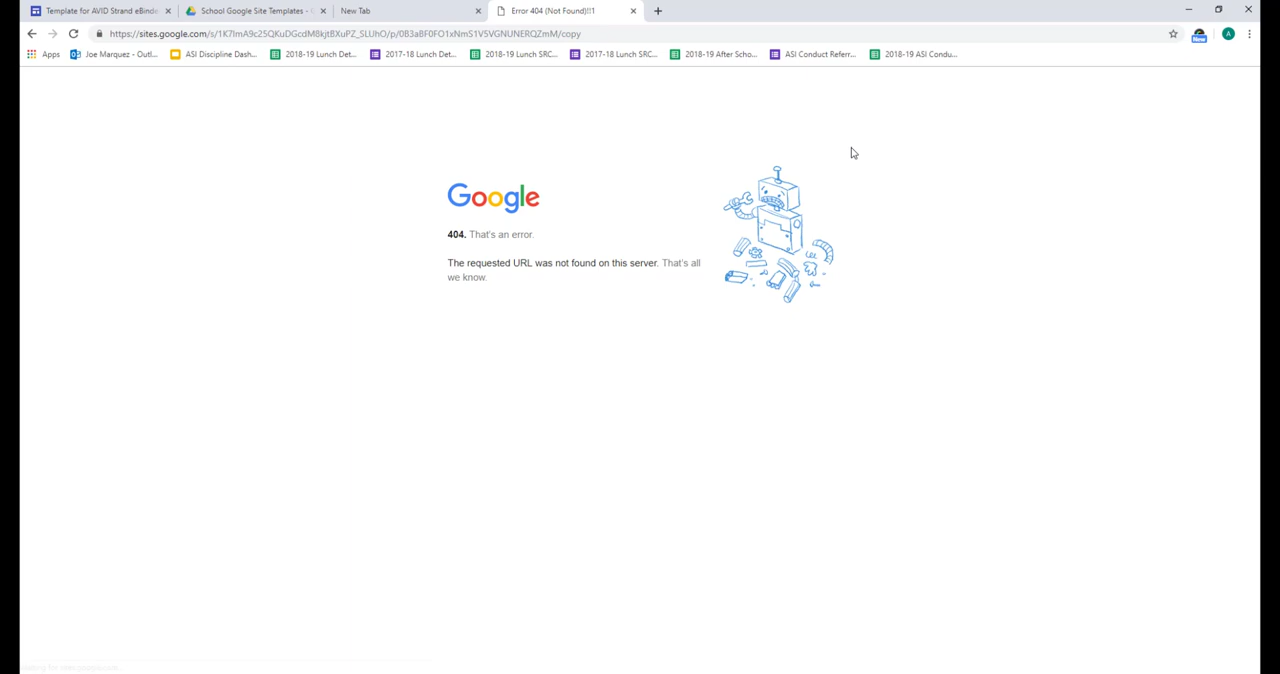 Template for AVID Strand eBinde
School Google Site Templates - G
New Tab
Error 404 (Not Found)!!1
https://sites.google.com/s/1K7lmA9c25QKuDGcdM8kjtBXuPZ_SLUhO/p/0B3aBF0FO1xNmS1V5VGNUNERQZmM/copy
New
A
Apps
Joe Marquez - Outl...
ASI Discipline Dash...
2018-19 Lunch Det...
2017-18 Lunch Det...
2018-19 Lunch SRC...
2017-18 Lunch SRC...
2018-19 After Scho...
ASI Conduct Referr...
2018-19 ASI Condu...
Google
404. That's an error.
The requested URL was not found on this server. That's all
we know.